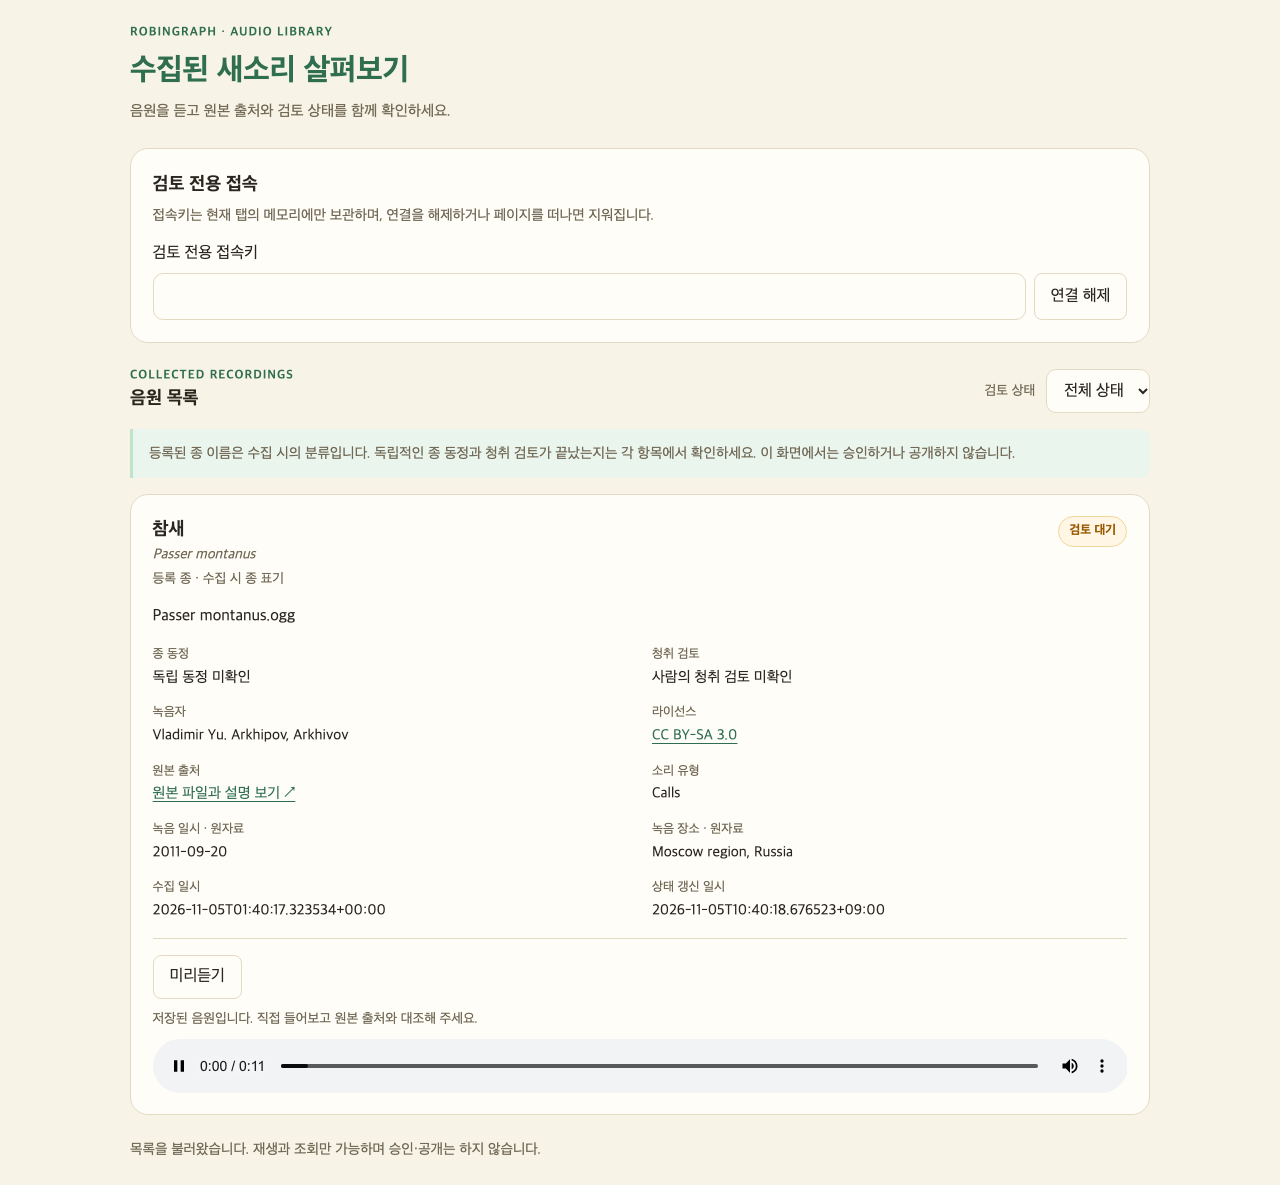 ROBINGRAPH · AUDIO LIBRARY
수집된 새소리 살펴보기
음원을 듣고 원본 출처와 검토 상태를 함께 확인하세요.
검토 전용 접속
접속키는 현재 탭의 메모리에만 보관하며, 연결을 해제하거나 페이지를 떠나면 지워집니다.
검토 전용 접속키
연결 해제
COLLECTED RECORDINGS
음원 목록
검토 상태
전체 상태
등록된 종 이름은 수집 시의 분류입니다. 독립적인 종 동정과 청취 검토가 끝났는지는 각 항목에서 확인하세요. 이 화면에서는 승인하거나 공개하지 않습니다.
참새
검토 대기
Passer montanus
등록 종 · 수집 시 종 표기
Passer montanus.ogg
종 동정
독립 동정 미확인
청취 검토
사람의 청취 검토 미확인
녹음자
Vladimir Yu. Arkhipov, Arkhivov
라이선스
CC BY-SA 3.0
원본 출처
원본 파일과 설명 보기 ↗
소리 유형
Calls
녹음 일시 · 원자료
2011-09-20
녹음 장소 · 원자료
Moscow region, Russia
수집 일시
2026-11-05T01:40:17.323534+00:00
상태 갱신 일시
2026-11-05T10:40:18.676523+09:00
미리듣기
저장된 음원입니다. 직접 들어보고 원본 출처와 대조해 주세요.
0:00 / 0:11
목록을 불러왔습니다. 재생과 조회만 가능하며 승인·공개는 하지 않습니다.